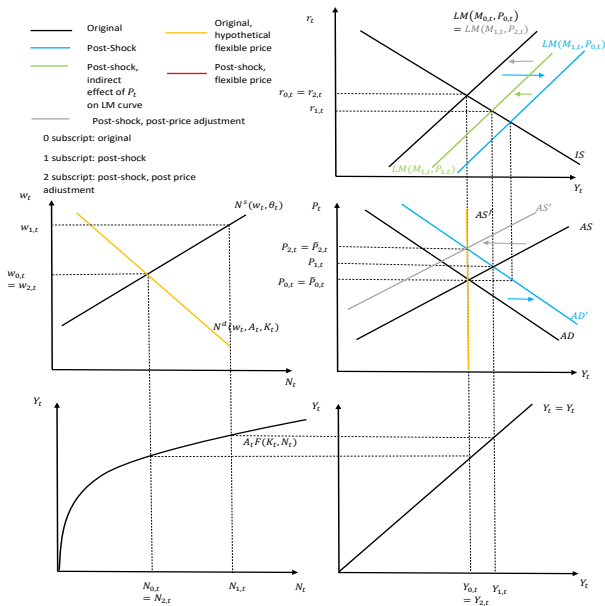 Original
Post-Shock
Post-shock,
indirect
effect of P_t
on LM curve
Original,
hypothetical
flexible price
Post-shock,
flexible price
Post-shock, post-price adjustment
0 subscript: original
1 subscript: post-shock
2 subscript: post-shock, post price
adjustment
r_t
LM(M_{0,t}, P_{0,t})
= LM(M_{1,t}, P_{2,t})
LM(M_{1,t}, P_{0,t})
r_{0,t} = r_{2,t}
r_{1,t}
LM(M_{1,t}, P_{1,t})
IS
Y_t
w_t
N^s(w_t, θ_t)
w_{1,t}
w_{0,t}
= w_{2,t}
N^d(w_t, A_t, K_t)
N_t
P_t
AS^f
AS'
AS
P_{2,t} = P̄_{2,t}
P_{1,t}
P_{0,t} = P̄_{0,t}
AD'
AD
Y_t
Y_t
A_tF(K_t, N_t)
N_{0,t}
= N_{2,t}
N_{1,t}
N_t
Y_t
Y_t = Y_t
Y_{0,t}
= Y_{2,t}
Y_{1,t}
Y_t